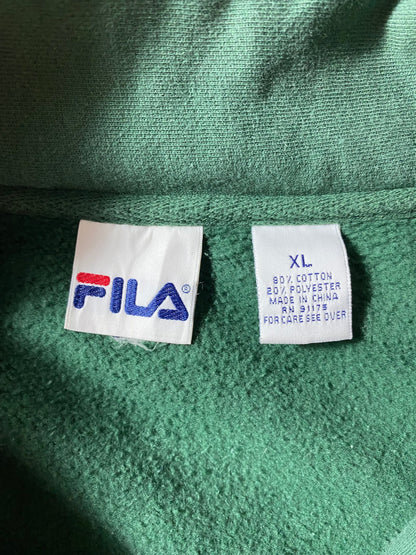 FILA®
XL
80% COTTON
20% POLYESTER
MADE IN CHINA
RN 91175
FOR CARE SEE OVER